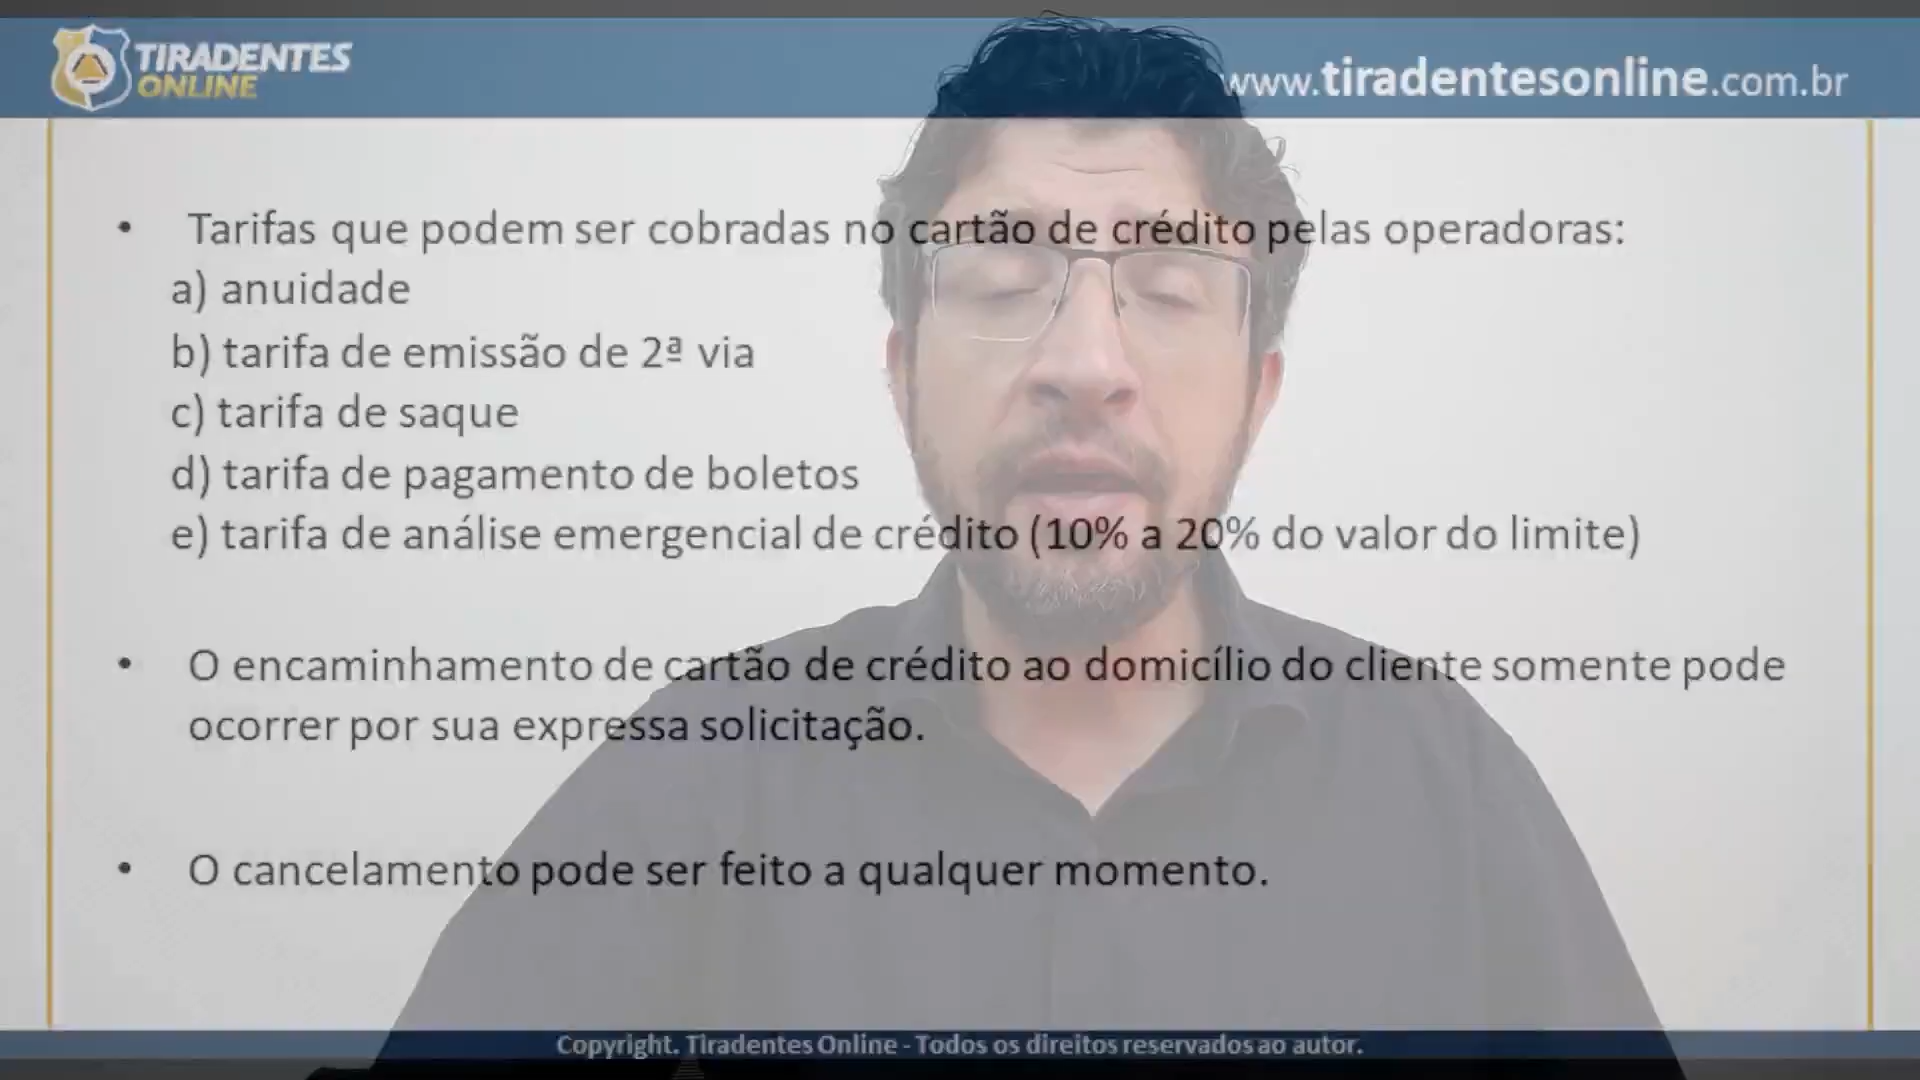 TIRADENTES
ONLINE
www.tiradentesonline.com.br
• Tarifas que podem ser cobradas no cartão de crédito pelas operadoras:
a) anuidade
b) tarifa de emissão de 2ª via
c) tarifa de saque
d) tarifa de pagamento de boletos
e) tarifa de análise emergencial de crédito (10% a 20% do valor do limite)
• O encaminhamento de cartão de crédito ao domicílio do cliente somente pode
ocorrer por sua expressa solicitação.
• O cancelamento pode ser feito a qualquer momento.
Copyright. Tiradentes Online - Todos os direitos reservados ao autor.